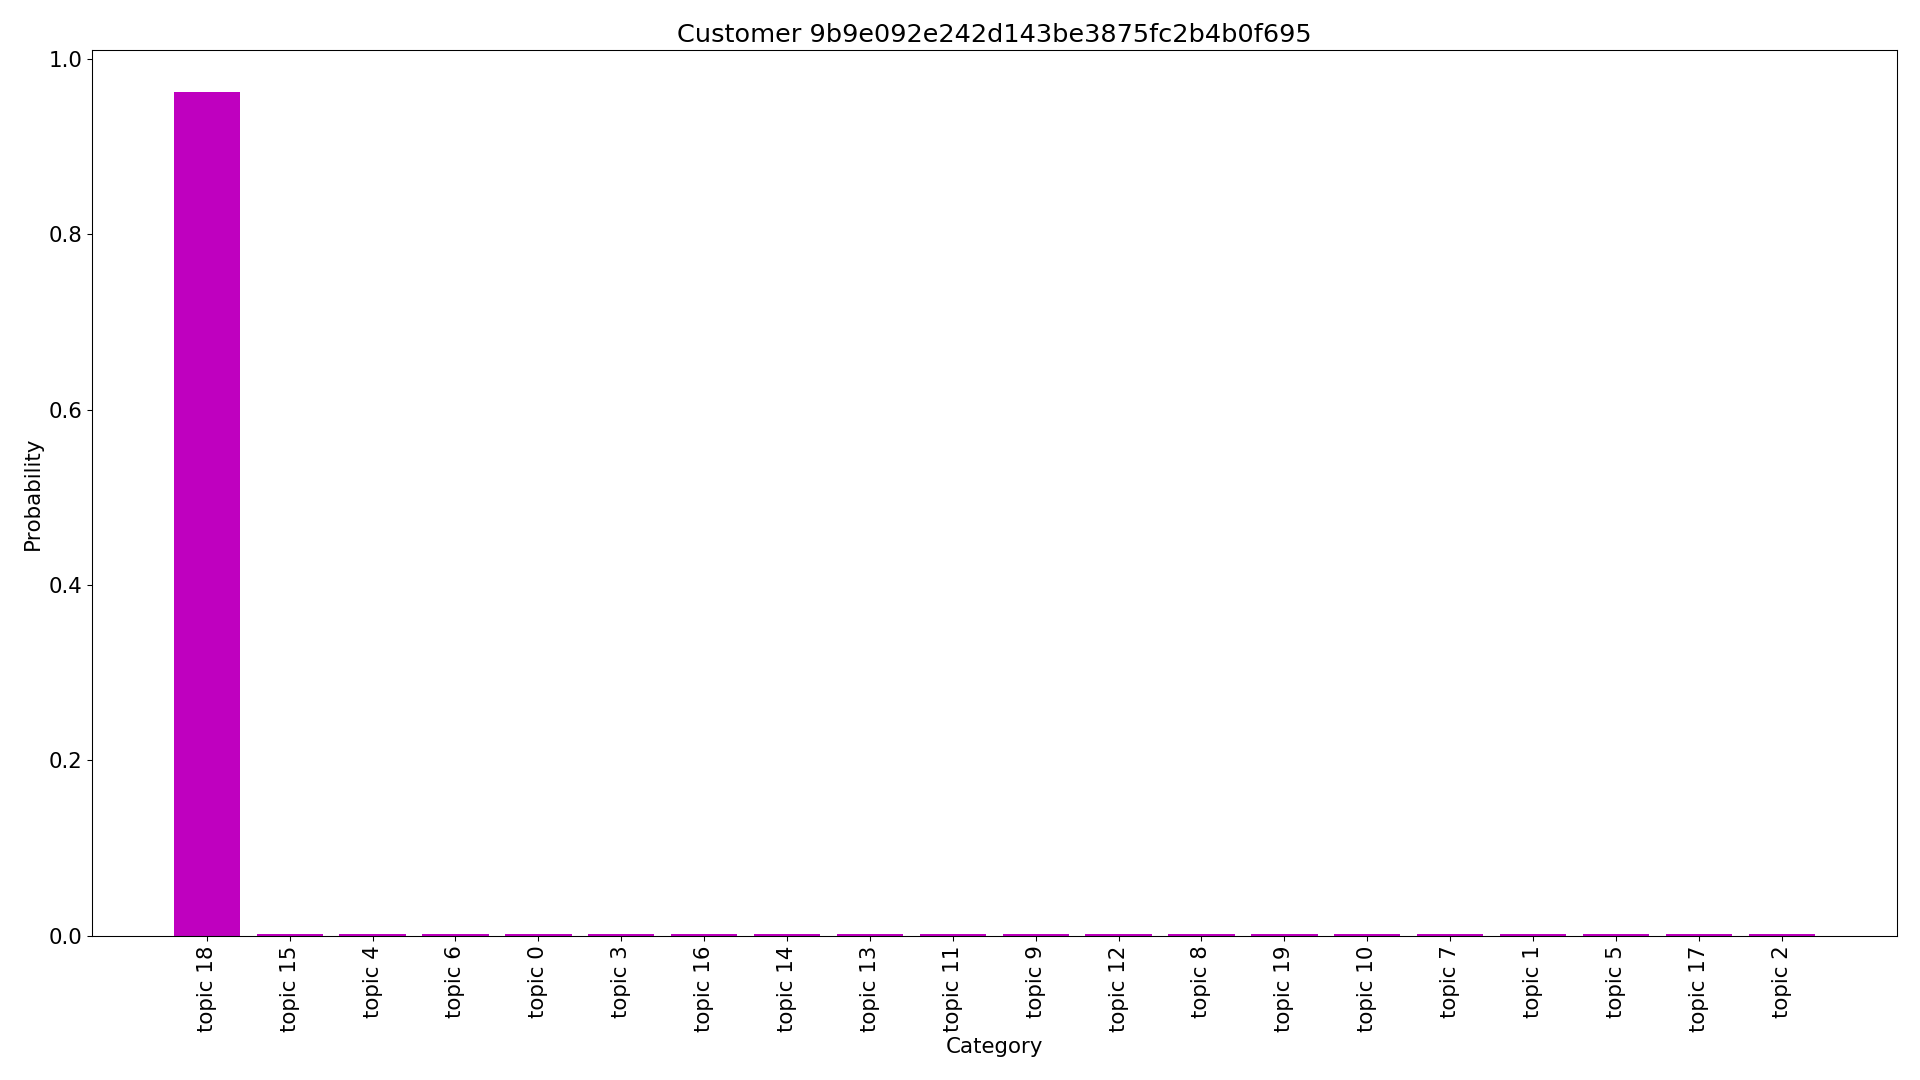 Customer 9b9e092e242d143be3875fc2b4b0f695
1.0
0.8
0.6
0.4
0.2
0.0
Probability
topic 18
topic 15
topic 4
topic 6
topic 0
topic 3
topic 16
topic 14
topic 13
topic 11
topic 9
topic 12
topic 8
topic 19
topic 10
topic 7
topic 1
topic 5
topic 17
topic 2
Category